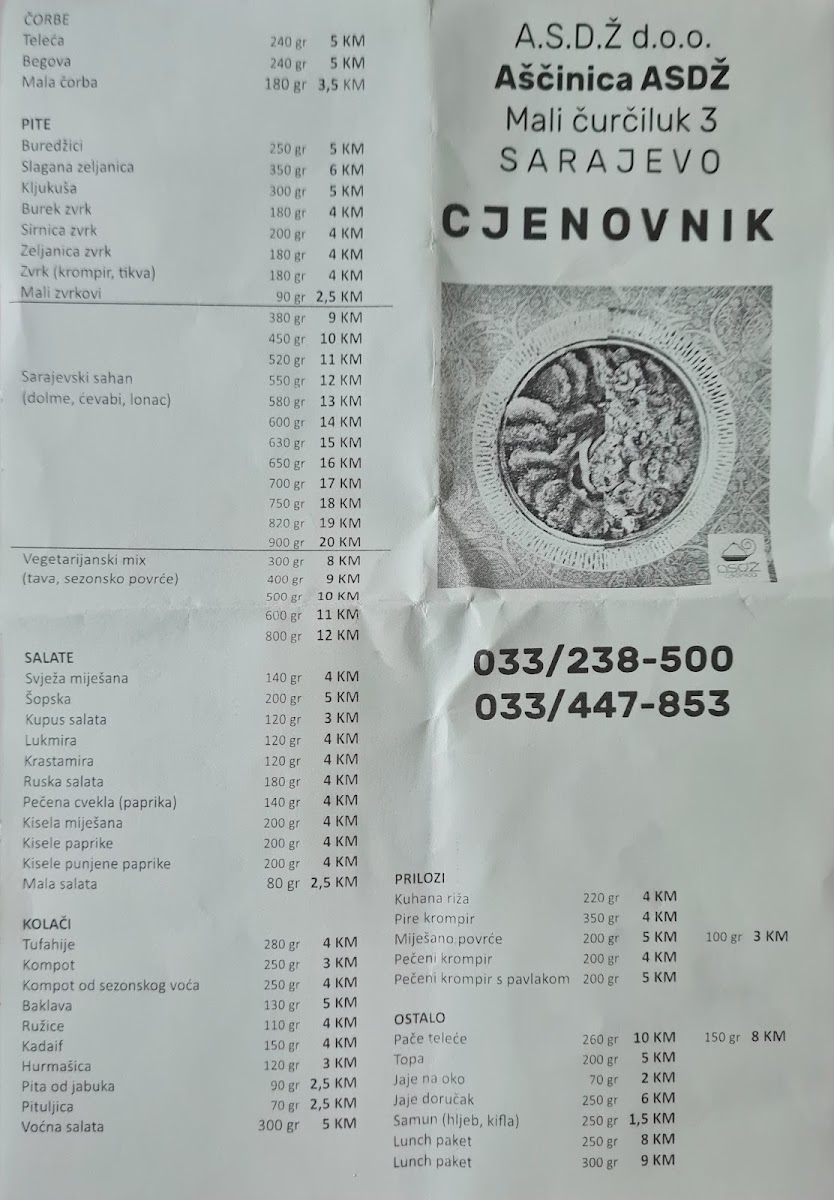 ČORBE
Teleća 240 gr 5 KM
Begova 240 gr 5 KM
Mala čorba 180 gr 3,5 KM
PITE
Buredžici 250 gr 5 KM
Slagana zeljanica 350 gr 6 KM
Kljukuša 300 gr 5 KM
Burek zvrk 180 gr 4 KM
Sirnica zvrk 200 gr 4 KM
Zeljanica zvrk 180 gr 4 KM
Zvrk (krompir, tikva) 180 gr 4 KM
Mali zvrkovi 90 gr 2,5 KM
380 gr 9 KM
450 gr 10 KM
520 gr 11 KM
Sarajevski sahan 550 gr 12 KM
(dolme, ćevabi, lonac) 580 gr 13 KM
600 gr 14 KM
630 gr 15 KM
650 gr 16 KM
700 gr 17 KM
750 gr 18 KM
820 gr 19 KM
900 gr 20 KM
Vegetarijanski mix 300 gr 8 KM
(tava, sezonsko povrće) 400 gr 9 KM
500 gr 10 KM
600 gr 11 KM
800 gr 12 KM
SALATE
Svježa miješana 140 gr 4 KM
Šopska 200 gr 5 KM
Kupus salata 120 gr 3 KM
Lukmira 120 gr 4 KM
Krastamira 120 gr 4 KM
Ruska salata 180 gr 4 KM
Pečena cvekla (paprika) 140 gr 4 KM
Kisela miješana 200 gr 4 KM
Kisele paprike 200 gr 4 KM
Kisele punjene paprike 200 gr 4 KM
Mala salata 80 gr 2,5 KM
KOLAČI
Tufahije 280 gr 4 KM
Kompot 250 gr 3 KM
Kompot od sezonskog voća 250 gr 4 KM
Baklava 130 gr 5 KM
Ružice 110 gr 4 KM
Kadaif 150 gr 4 KM
Hurmašica 120 gr 3 KM
Pita od jabuka 90 gr 2,5 KM
Pituljica 70 gr 2,5 KM
Voćna salata 300 gr 5 KM
A.S.D.Ž d.o.o.
Aščinica ASDŽ
Mali čurčiluk 3
SARAJEVO
CJENOVNIK
asdž
033/238-500
033/447-853
PRILOZI
Kuhana riža 220 gr 4 KM
Pire krompir 350 gr 4 KM
Miješano povrće 200 gr 5 KM 100 gr 3 KM
Pečeni krompir 200 gr 4 KM
Pečeni krompir s pavlakom 200 gr 5 KM
OSTALO
Pače teleće 260 gr 10 KM 150 gr 8 KM
Topa 200 gr 5 KM
Jaje na oko 70 gr 2 KM
Jaje doručak 250 gr 6 KM
Samun (hljeb, kifla) 250 gr 1,5 KM
Lunch paket 250 gr 8 KM
Lunch paket 300 gr 9 KM